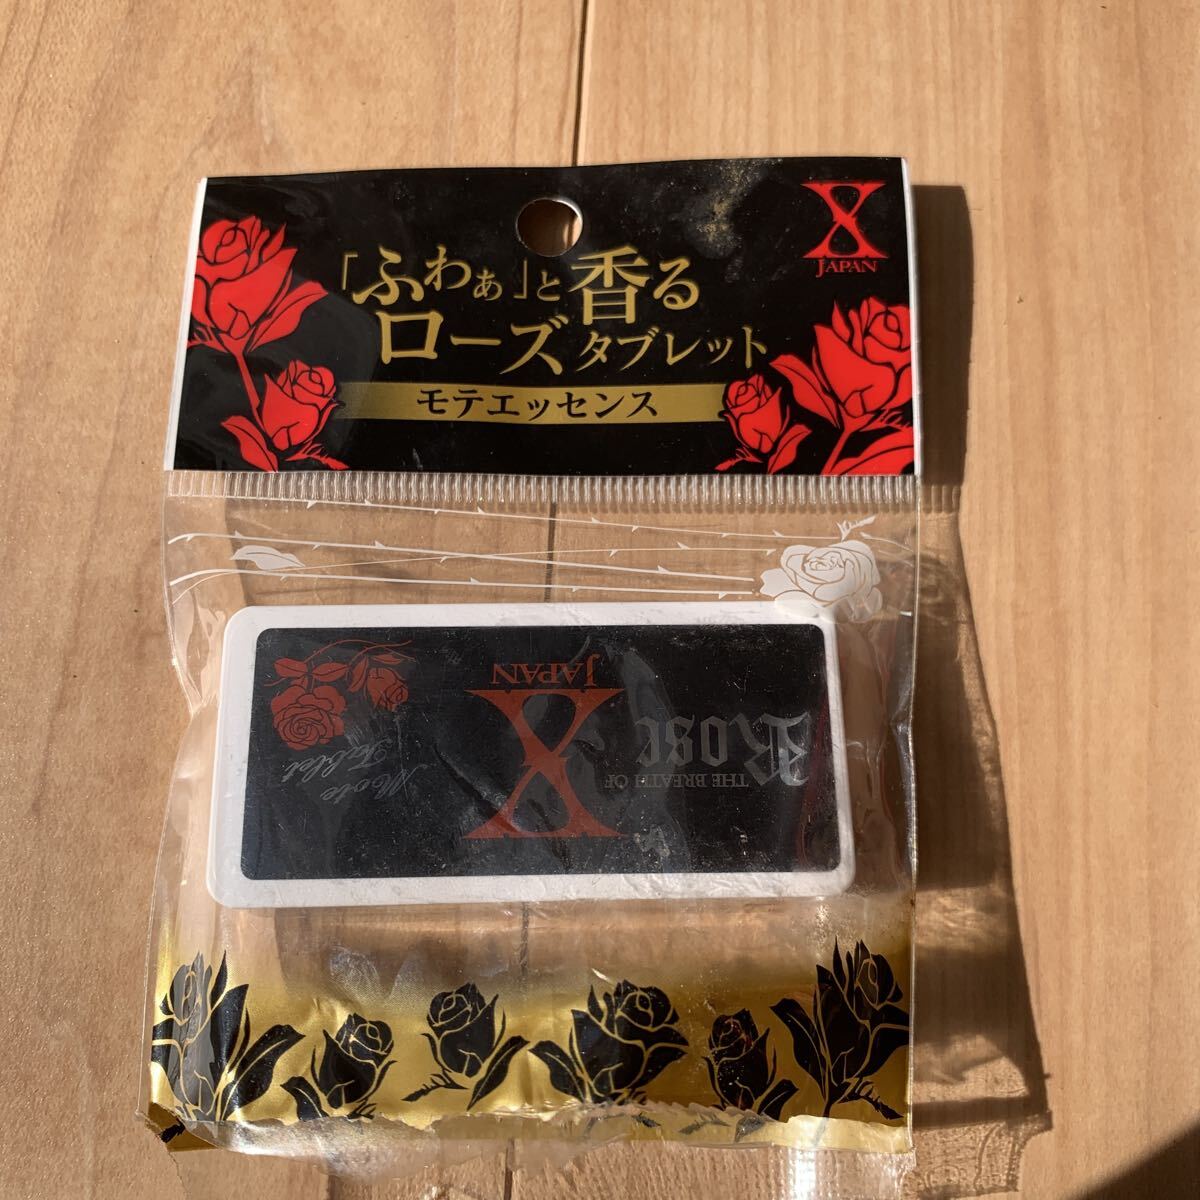 X
JAPAN
「ふわぁ」と香る
ローズタブレット
モテエッセンス
THE BREATH OF
Rose
X
JAPAN
Mote
Tablet